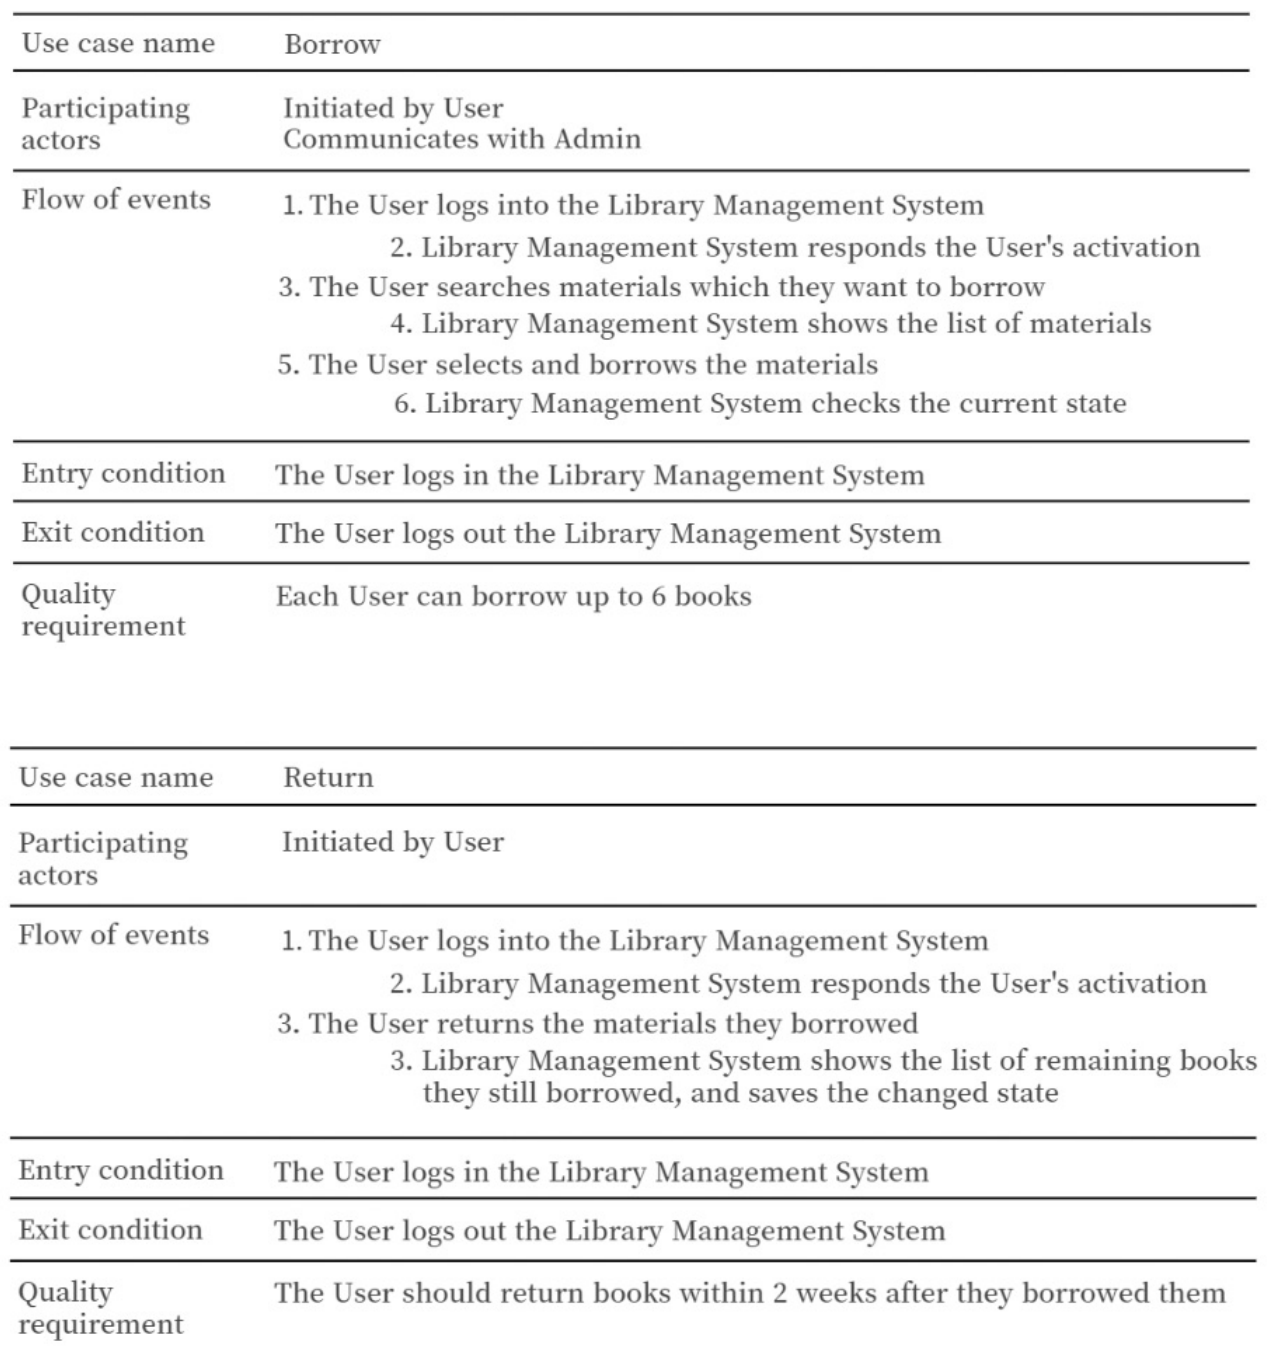 Use case name Borrow
Participating actors Initiated by User
Communicates with Admin
Flow of events 1. The User logs into the Library Management System
2. Library Management System responds the User's activation
3. The User searches materials which they want to borrow
4. Library Management System shows the list of materials
5. The User selects and borrows the materials
6. Library Management System checks the current state
Entry condition The User logs in the Library Management System
Exit condition The User logs out the Library Management System
Quality requirement Each User can borrow up to 6 books
Use case name Return
Participating actors Initiated by User
Flow of events 1. The User logs into the Library Management System
2. Library Management System responds the User's activation
3. The User returns the materials they borrowed
3. Library Management System shows the list of remaining books
they still borrowed, and saves the changed state
Entry condition The User logs in the Library Management System
Exit condition The User logs out the Library Management System
Quality requirement The User should return books within 2 weeks after they borrowed them